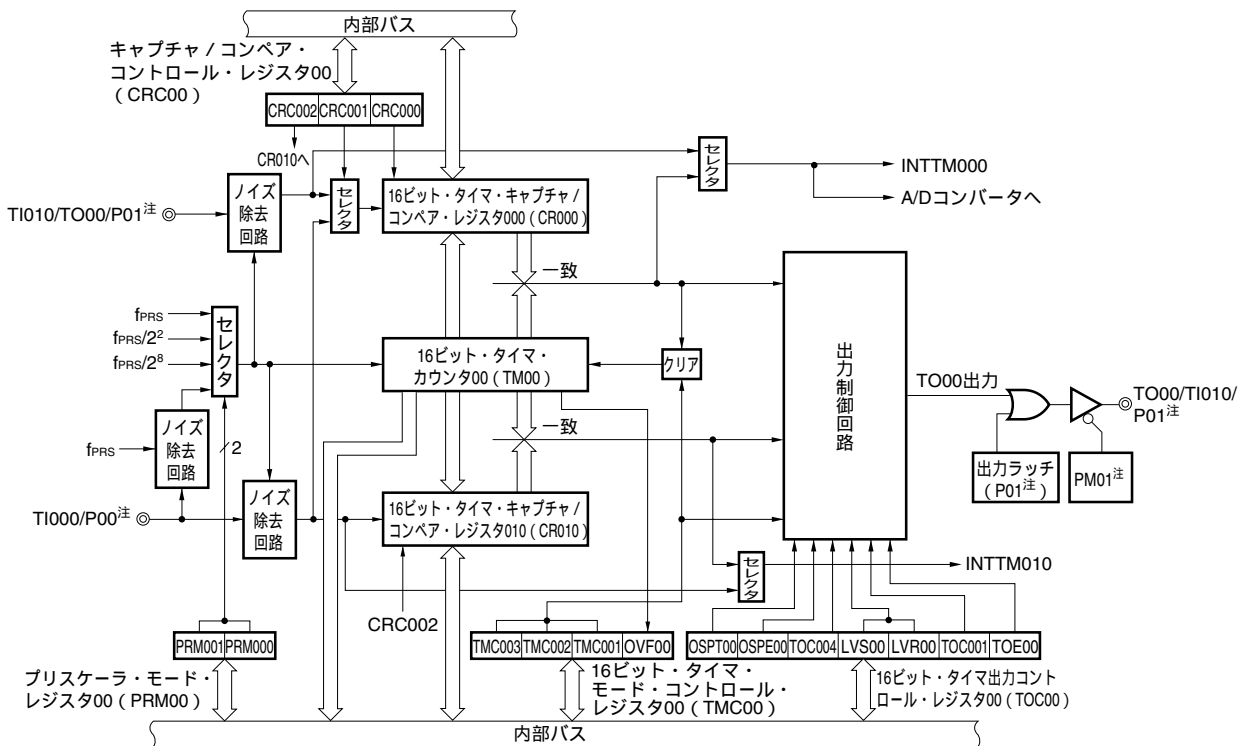 内部バス
キャプチャ / コンペア・
コントロール・レジスタ00
( CRC00 )
CRC002 CRC001 CRC000
CR010へ
セレクタ
INTTM000
A/Dコンバータへ
ノイズ
除去
回路
セレクタ
16ビット・タイマ・キャプチャ /
コンペア・レジスタ000 ( CR000 )
TI010/TO00/P01注
一致
fPRS
fPRS/2²
fPRS/2⁸
セレクタ
16ビット・タイマ・
カウンタ00 ( TM00 )
クリア
出力制御回路
TO00出力
TO00/TI010/
P01注
fPRS
ノイズ
除去
回路
2
一致
出力ラッチ
( P01注 )
PM01注
TI000/P00注
ノイズ
除去
回路
16ビット・タイマ・キャプチャ /
コンペア・レジスタ010 ( CR010 )
セレクタ
INTTM010
CRC002
PRM001 PRM000
TMC003 TMC002 TMC001 OVF00
OSPT00 OSPE00 TOC004 LVS00 LVR00 TOC001 TOE00
プリスケーラ・モード・
レジスタ00 ( PRM00 )
16ビット・タイマ・
モード・コントロール・
レジスタ00 ( TMC00 )
16ビット・タイマ出力コント
ロール・レジスタ00 ( TOC00 )
内部バス